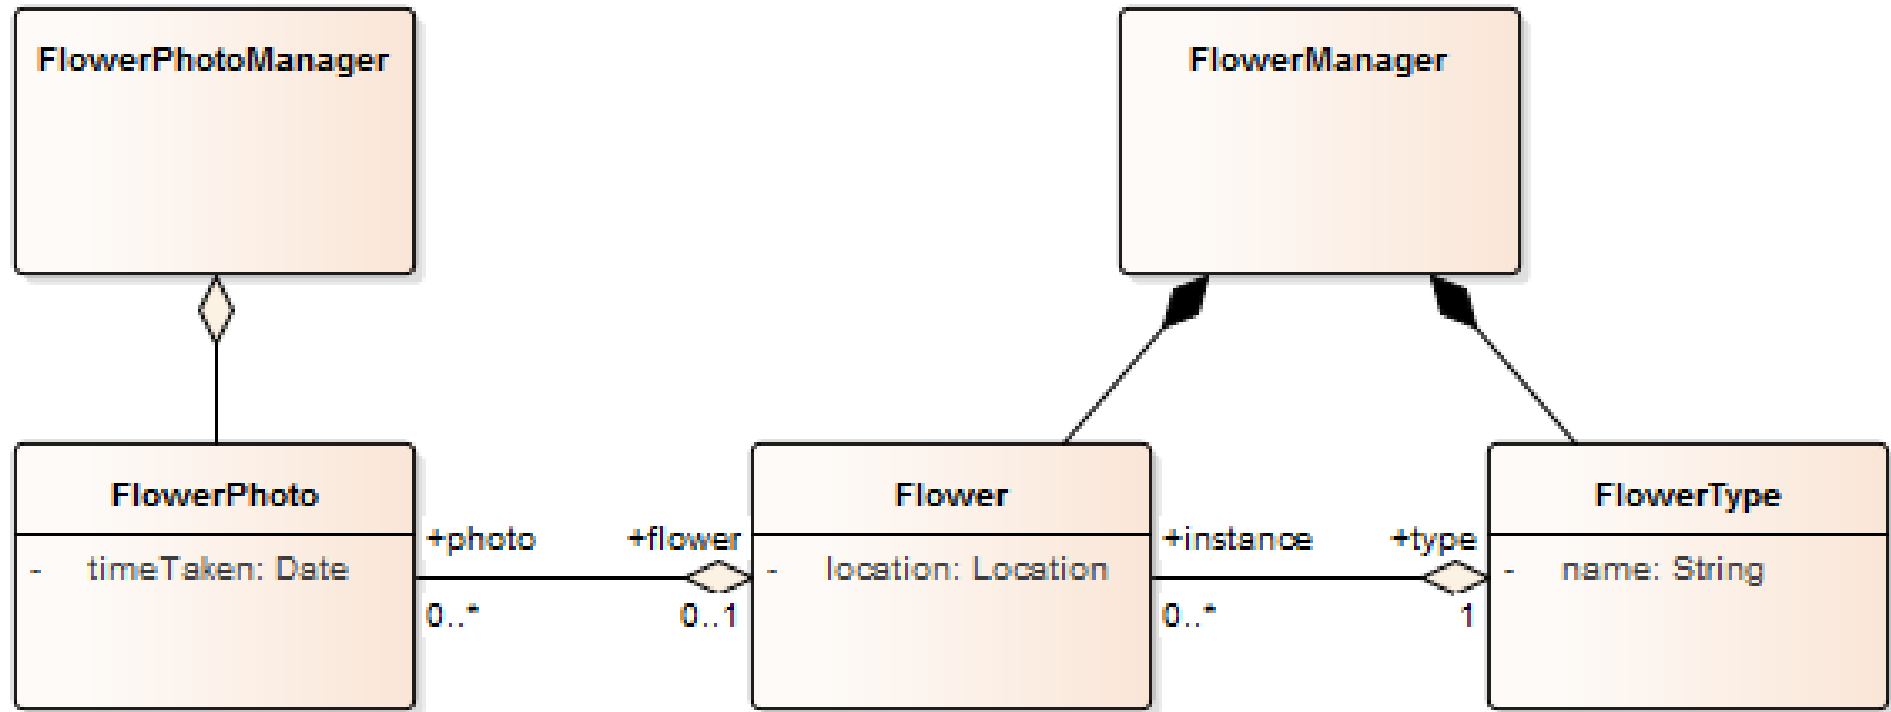 FlowerPhotoManager
FlowerManager
FlowerPhoto
- timeTaken: Date
+photo
0..*
+flower
0..1
Flower
- location: Location
+instance
0..*
+type
1
FlowerType
- name: String